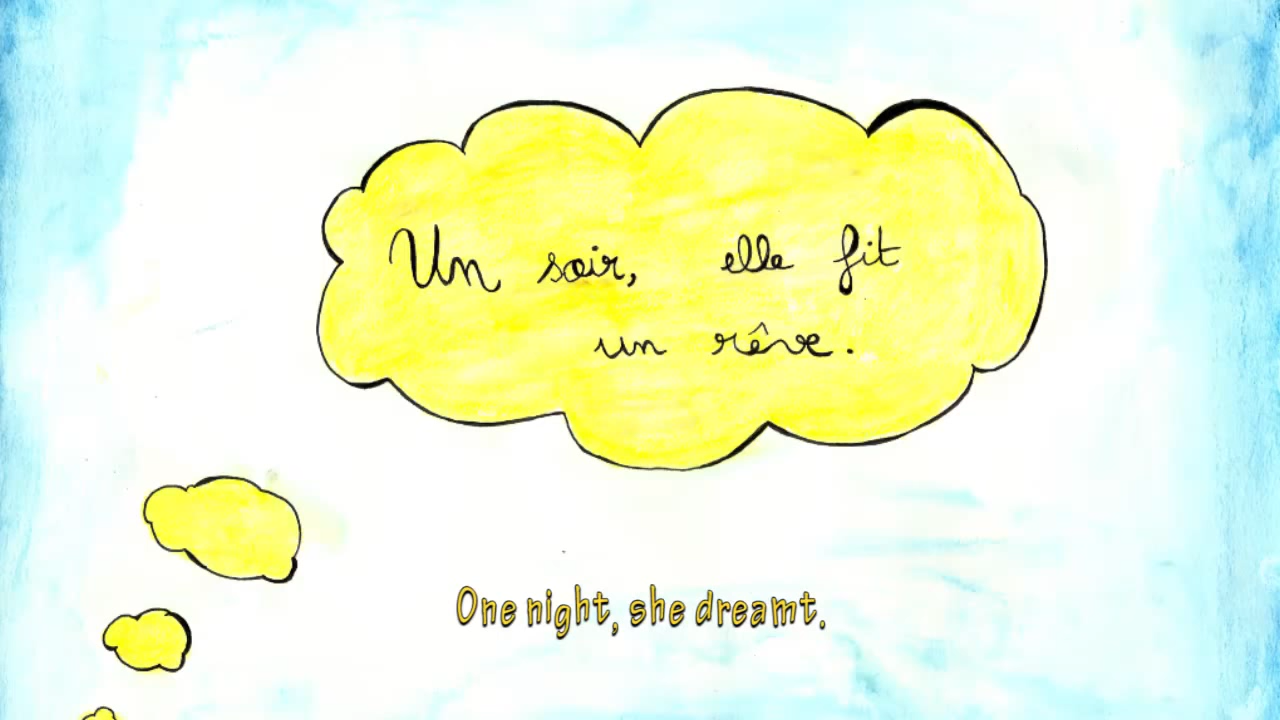 Un soir, elle fit
un rêve.
One night, she dreamt.